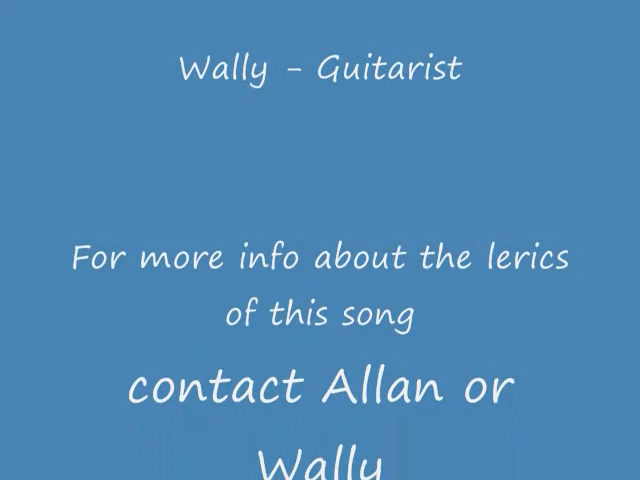 Wally - Guitarist
For more info about the lerics
of this song
contact Allan or
Wally